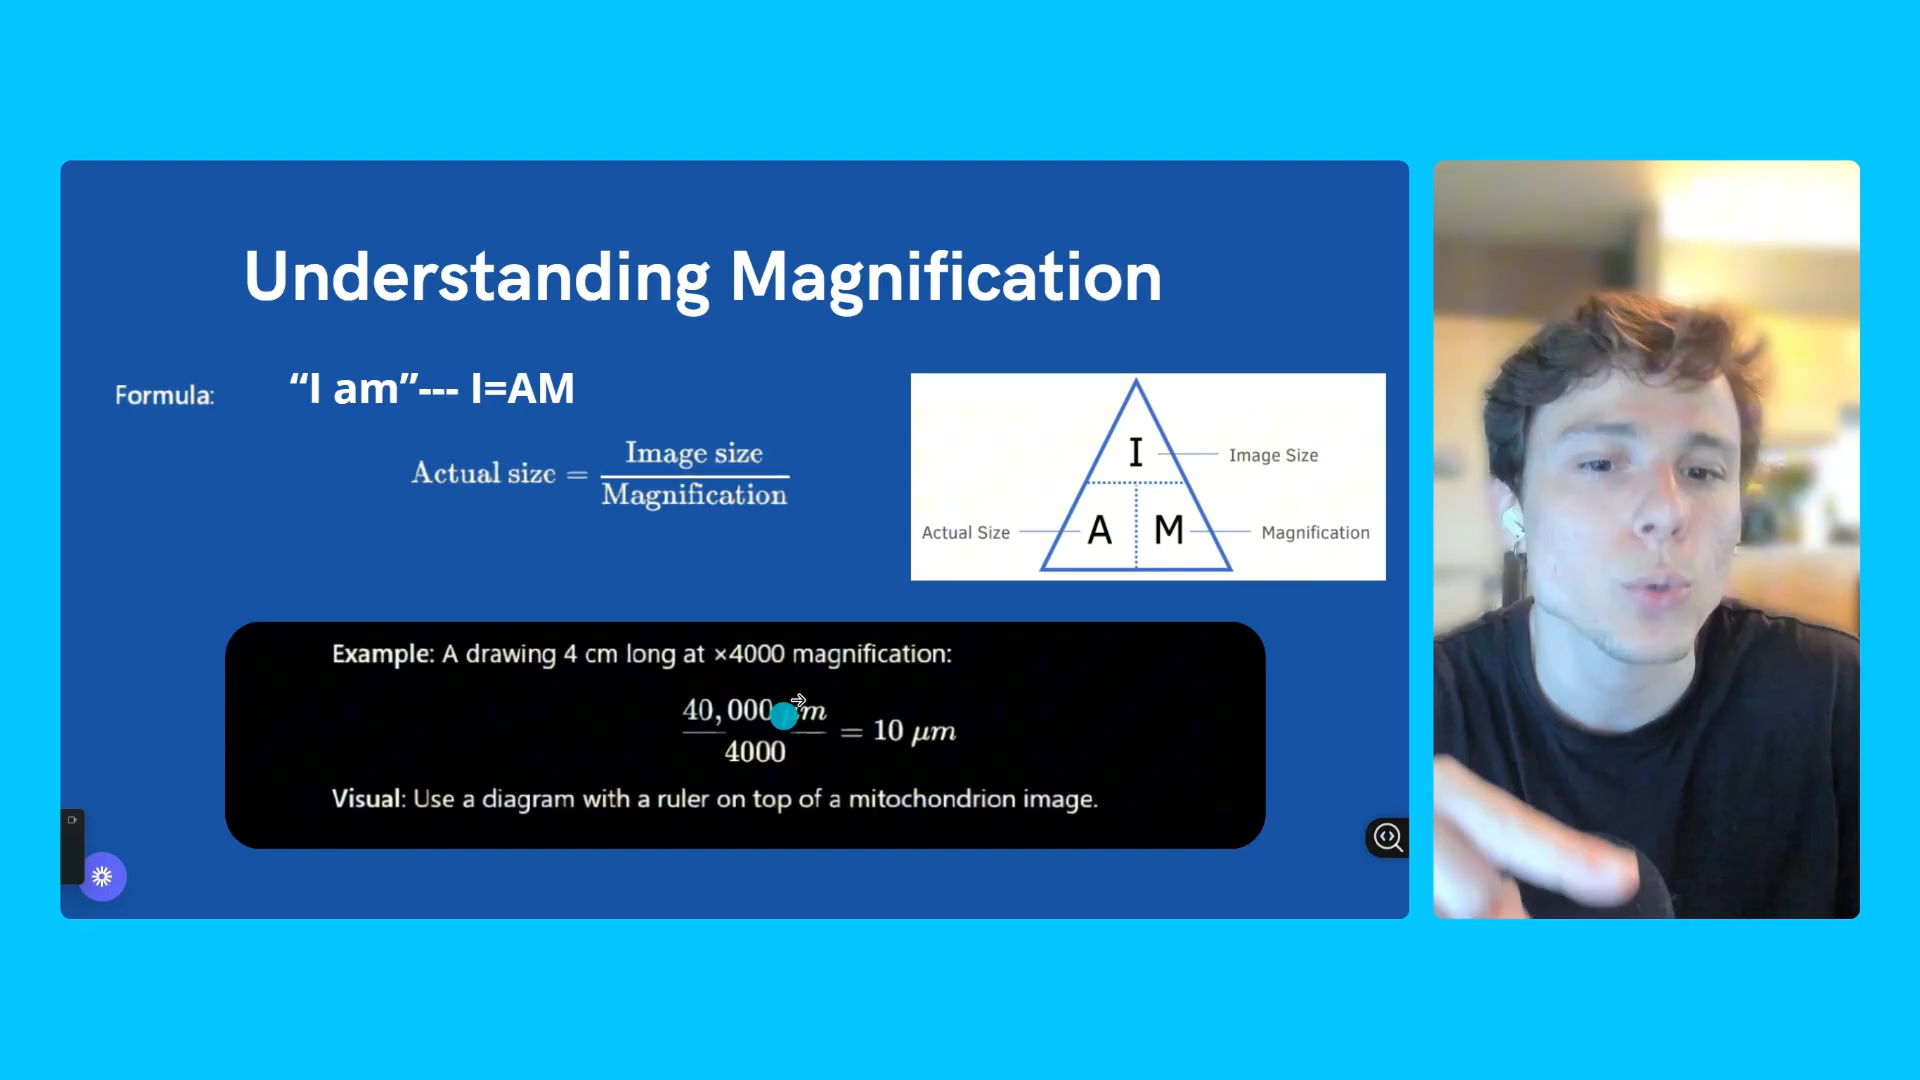 Understanding Magnification
Formula:
“I am”--- I=AM
Actual size = Image size
Magnification
I
Image Size
Actual Size
A
M
Magnification
Example: A drawing 4 cm long at ×4000 magnification:
40,000 μm
4000
= 10 μm
Visual: Use a diagram with a ruler on top of a mitochondrion image.